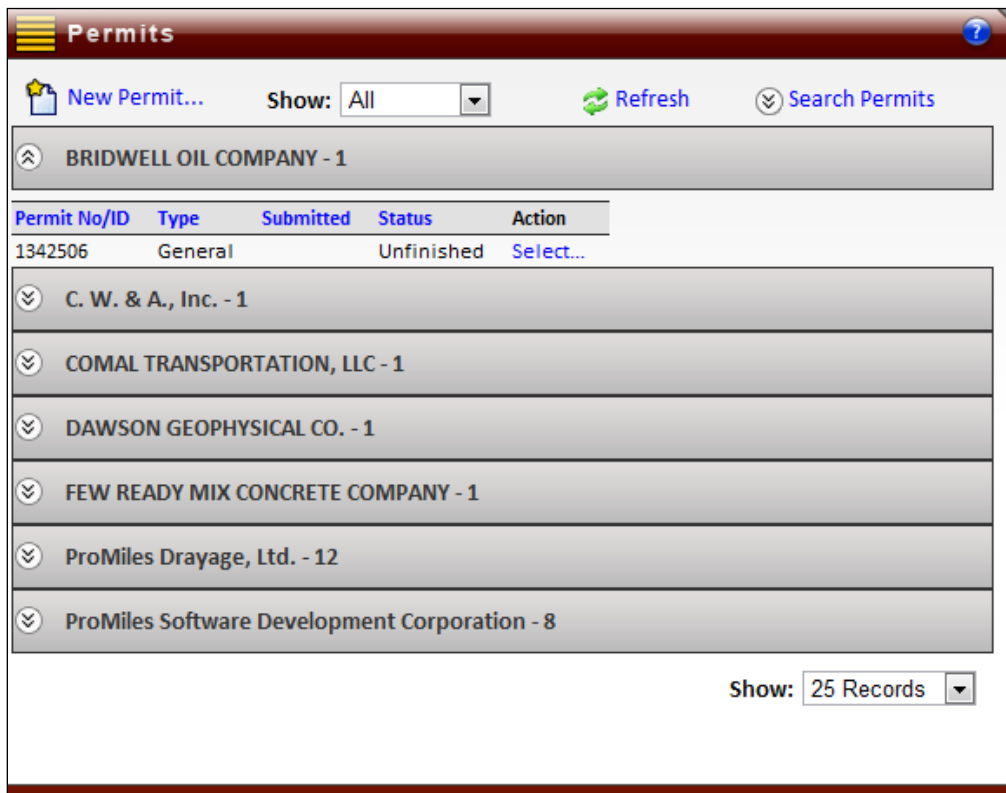 Permits ?
New Permit... Show: All Refresh Search Permits
BRIDWELL OIL COMPANY - 1
Permit No/ID Type Submitted Status Action
1342506 General Unfinished Select...
C. W. & A., Inc. - 1
COMAL TRANSPORTATION, LLC - 1
DAWSON GEOPHYSICAL CO. - 1
FEW READY MIX CONCRETE COMPANY - 1
ProMiles Drayage, Ltd. - 12
ProMiles Software Development Corporation - 8
Show: 25 Records